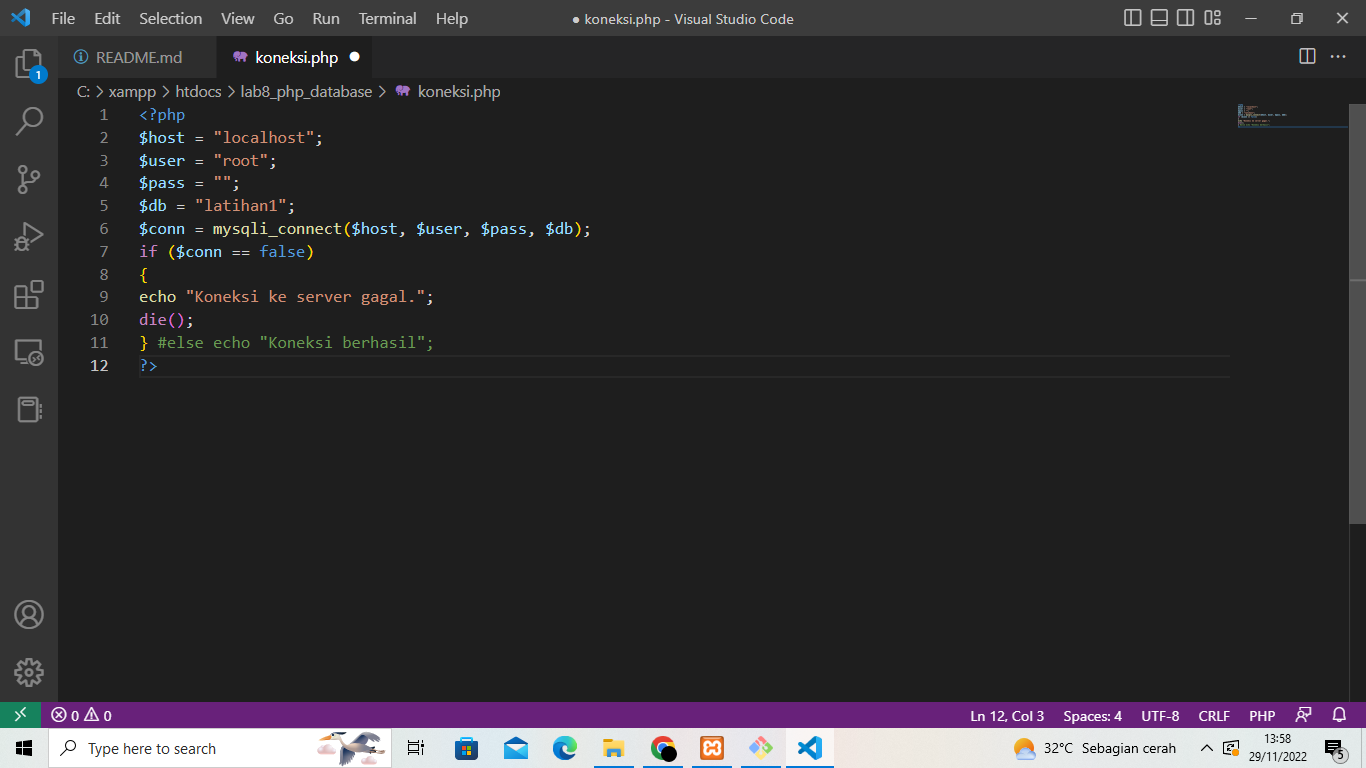 File Edit Selection View Go Run Terminal Help ● koneksi.php - Visual Studio Code
README.md koneksi.php
C: > xampp > htdocs > lab8_php_database > koneksi.php
1 <?php
2 $host = "localhost";
3 $user = "root";
4 $pass = "";
5 $db = "latihan1";
6 $conn = mysqli_connect($host, $user, $pass, $db);
7 if ($conn == false)
8 {
9 echo "Koneksi ke server gagal.";
10 die();
11 } #else echo "Koneksi berhasil";
12 ?>
1
0 0 Ln 12, Col 3 Spaces: 4 UTF-8 CRLF PHP
Type here to search 32°C Sebagian cerah 13:58
29/11/2022 5